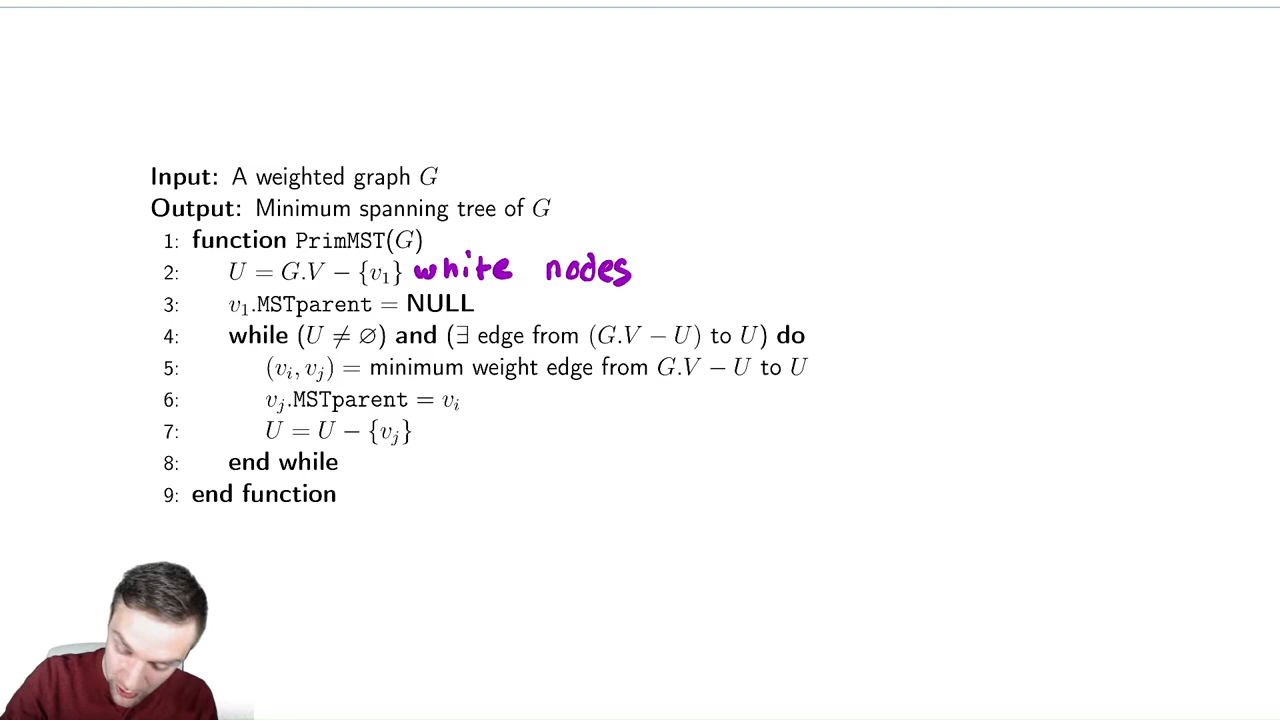 Input: A weighted graph G
Output: Minimum spanning tree of G
1: function PrimMST(G)
2: U = G.V − {v₁} white nodes
3: v₁.MSTparent = NULL
4: while (U ≠ ∅) and (∃ edge from (G.V − U) to U) do
5: (vᵢ, vⱼ) = minimum weight edge from G.V − U to U
6: vⱼ.MSTparent = vᵢ
7: U = U − {vⱼ}
8: end while
9: end function